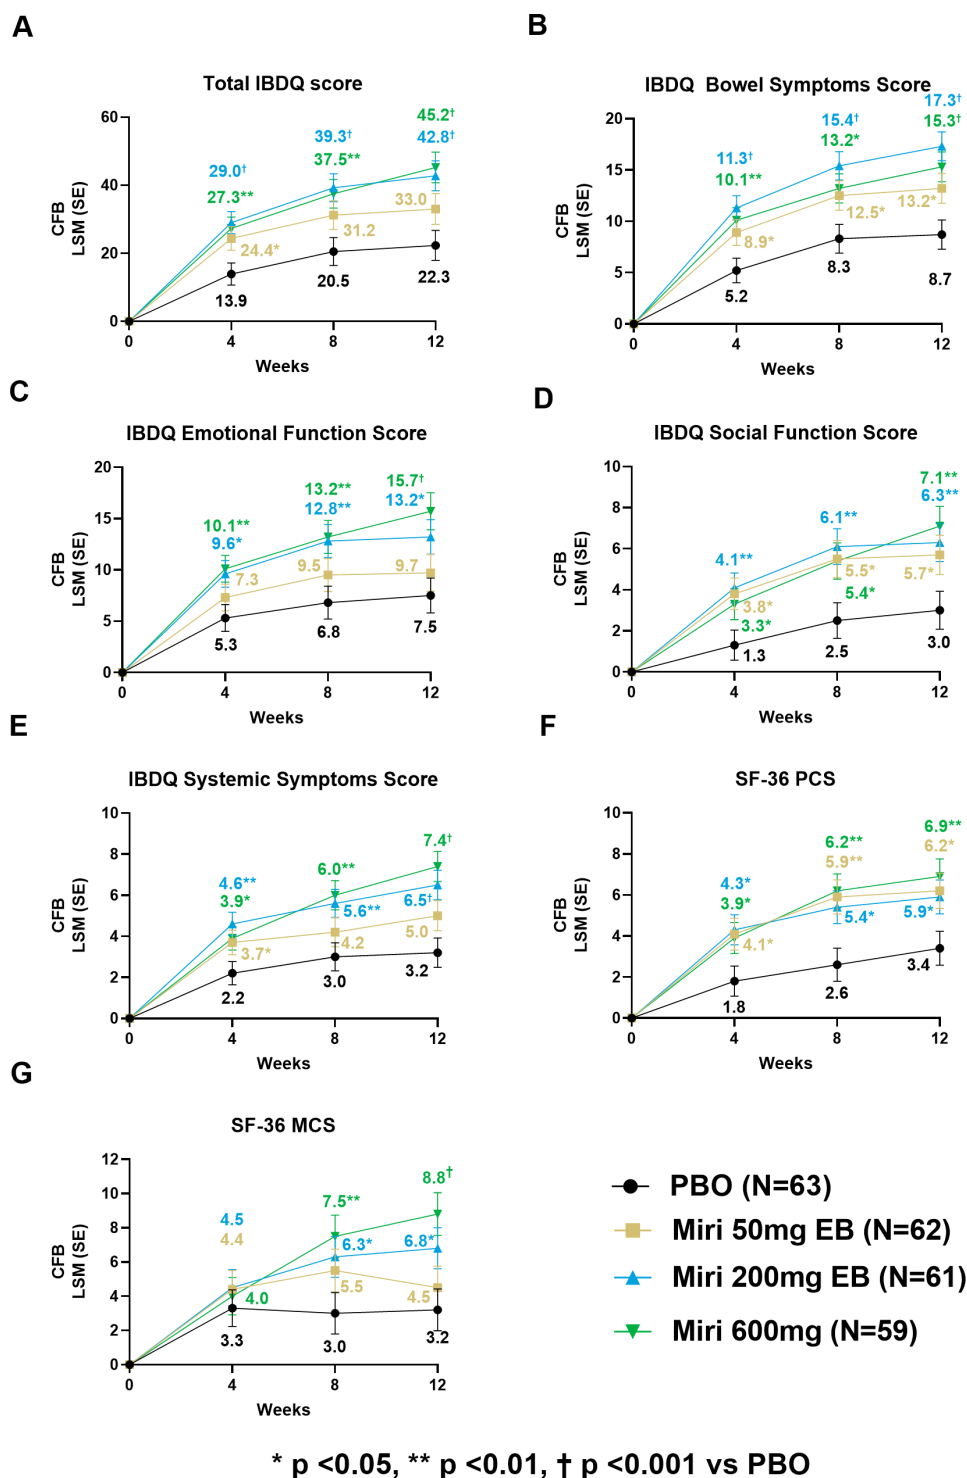 A
Total IBDQ score
CFB
LSM (SE)
60
40
20
0
45.2†
42.8†
39.3†
37.5**
29.0†
27.3**
33.0
31.2
24.4*
22.3
20.5
13.9
0 4 8 12
Weeks
B
IBDQ Bowel Symptoms Score
CFB
LSM (SE)
20
15
10
5
0
17.3†
15.3†
15.4†
13.2*
11.3†
10.1**
13.2*
12.5*
8.9*
8.7
8.3
5.2
0 4 8 12
Weeks
C
IBDQ Emotional Function Score
CFB
LSM (SE)
20
15
10
5
0
15.7†
13.2*
13.2**
12.8**
10.1**
9.6*
9.7
9.5
7.3
7.5
6.8
5.3
0 4 8 12
Weeks
D
IBDQ Social Function Score
CFB
LSM (SE)
10
8
6
4
2
0
7.1**
6.3**
6.1**
4.1**
5.7*
5.5*
5.4*
3.8*
3.3*
3.0
2.5
1.3
0 4 8 12
Weeks
E
IBDQ Systemic Symptoms Score
CFB
LSM (SE)
10
8
6
4
2
0
7.4†
6.0**
4.6**
3.9*
6.5†
5.6**
5.0
4.2
3.7*
3.2
3.0
2.2
0 4 8 12
Weeks
F
SF-36 PCS
CFB
LSM (SE)
10
8
6
4
2
0
6.9**
6.2*
6.2**
5.9**
4.3*
3.9*
5.9*
5.4*
4.1*
3.4
2.6
1.8
0 4 8 12
Weeks
G
SF-36 MCS
CFB
LSM (SE)
12
10
8
6
4
2
0
8.8†
7.5**
4.5
4.4
6.8*
6.3*
5.5
4.5
4.0
3.3
3.0
3.2
0 4 8 12
Weeks
PBO (N=63)
Miri 50mg EB (N=62)
Miri 200mg EB (N=61)
Miri 600mg (N=59)
* p <0.05, ** p <0.01, † p <0.001 vs PBO